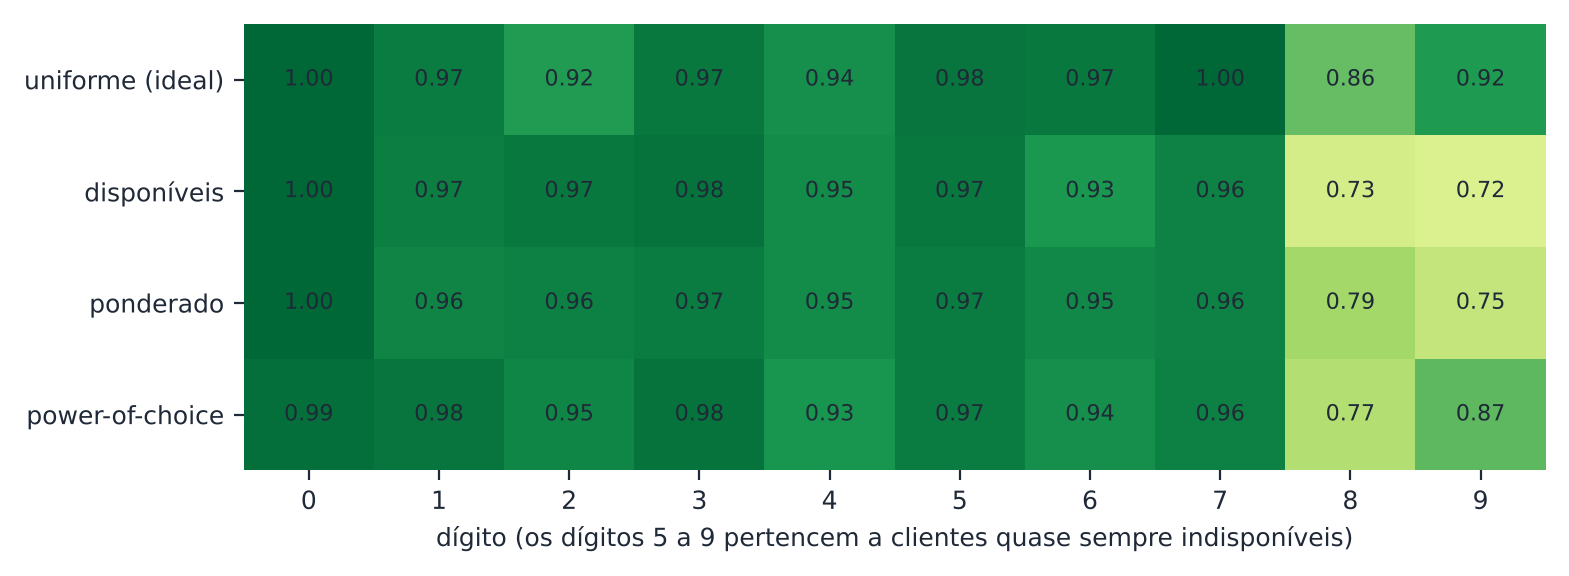 uniforme (ideal) 1.00 0.97 0.92 0.97 0.94 0.98 0.97 1.00 0.86 0.92
disponíveis 1.00 0.97 0.97 0.98 0.95 0.97 0.93 0.96 0.73 0.72
ponderado 1.00 0.96 0.96 0.97 0.95 0.97 0.95 0.96 0.79 0.75
power-of-choice 0.99 0.98 0.95 0.98 0.93 0.97 0.94 0.96 0.77 0.87
0 1 2 3 4 5 6 7 8 9
dígito (os dígitos 5 a 9 pertencem a clientes quase sempre indisponíveis)